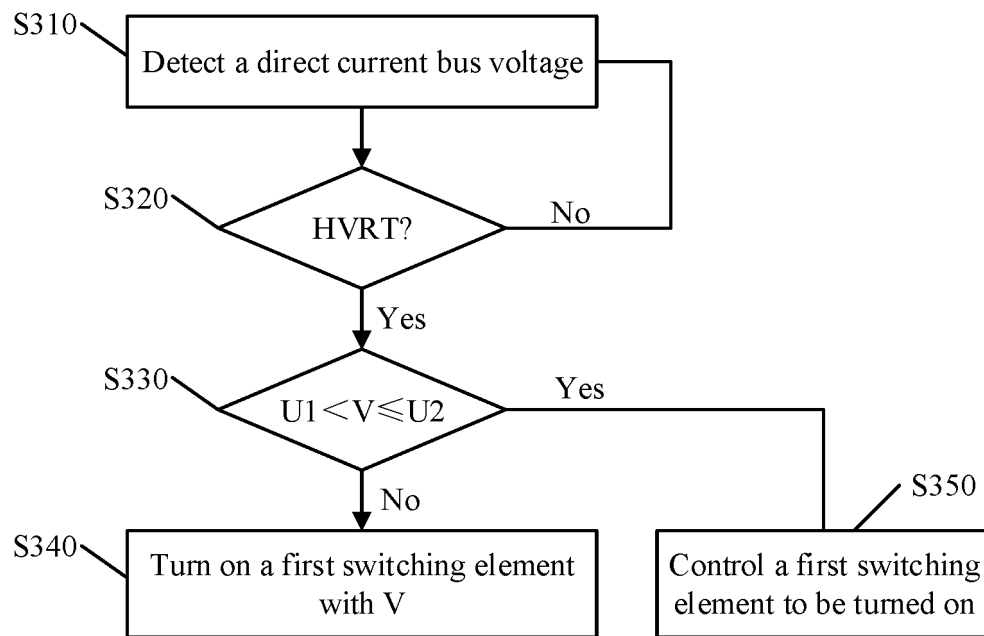 S310
Detect a direct current bus voltage
S320
HVRT?
No
Yes
S330
U1<V≤U2
Yes
No
S350
S340
Turn on a first switching element
with V
Control a first switching
element to be turned on